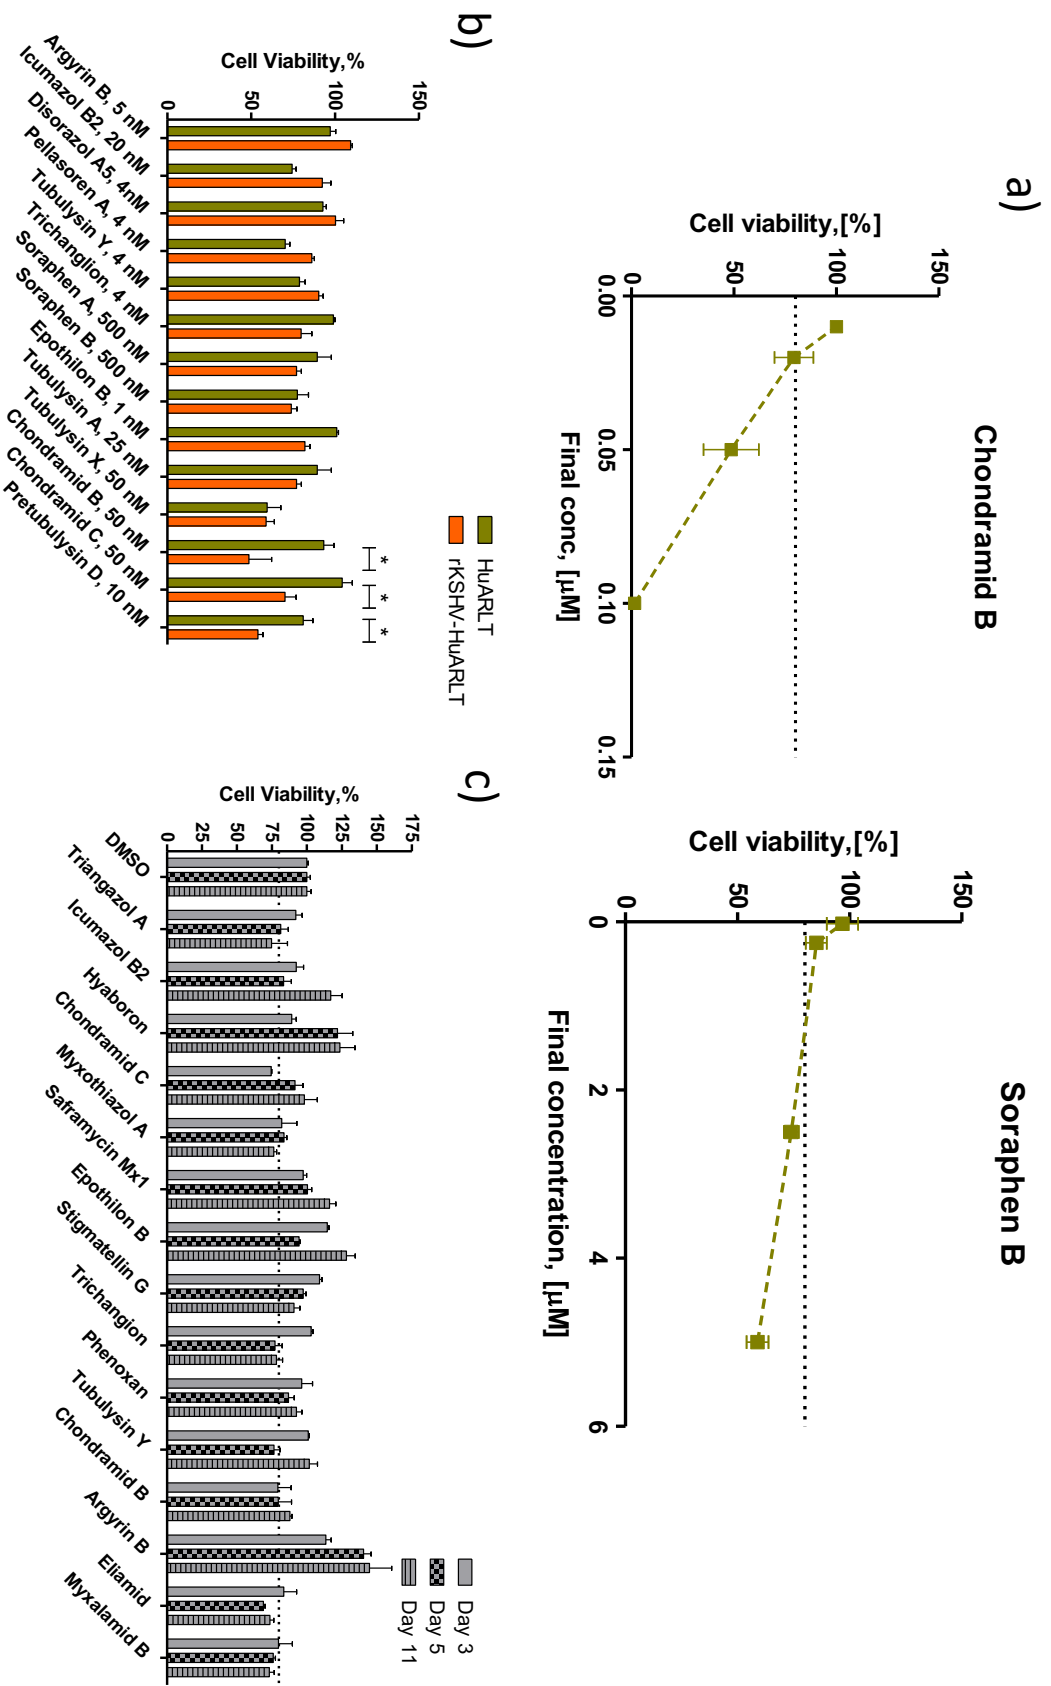 a)
Chondramid B
Cell viability,[%]
150
100
50
0
0.00
0.05
0.10
0.15
Final conc, [µM]
Soraphen B
Cell viability,[%]
150
100
50
0
0
2
4
6
Final concentration, [µM]
b)
HuARLT
rKSHV-HuARLT
Cell Viability,%
150
100
50
0
*
*
*
Argyrin B, 5 nM
Icumazol B2, 20 nM
Disorazol A5, 4nM
Pellasoren A, 4 nM
Tubulysin Y, 4 nM
Trichanglion, 4 nM
Soraphen A, 500 nM
Soraphen B, 500 nM
Epothilon B, 1 nM
Tubulysin A, 25 nM
Tubulysin X, 50 nM
Chondramid B, 50 nM
Chondramid C, 50 nM
Pretubulysin D, 10 nM
c)
Day 3
Day 5
Day 11
Cell Viability,%
175
150
125
100
75
50
25
0
DMSO
Triangazol A
Icumazol B2
Hyaboron
Chondramid C
Myxothiazol A
Saframycin Mx1
Epothilon B
Stigmatellin G
Trichangion
Phenoxan
Tubulysin Y
Chondramid B
Argyrin B
Eliamid
Myxalamid B